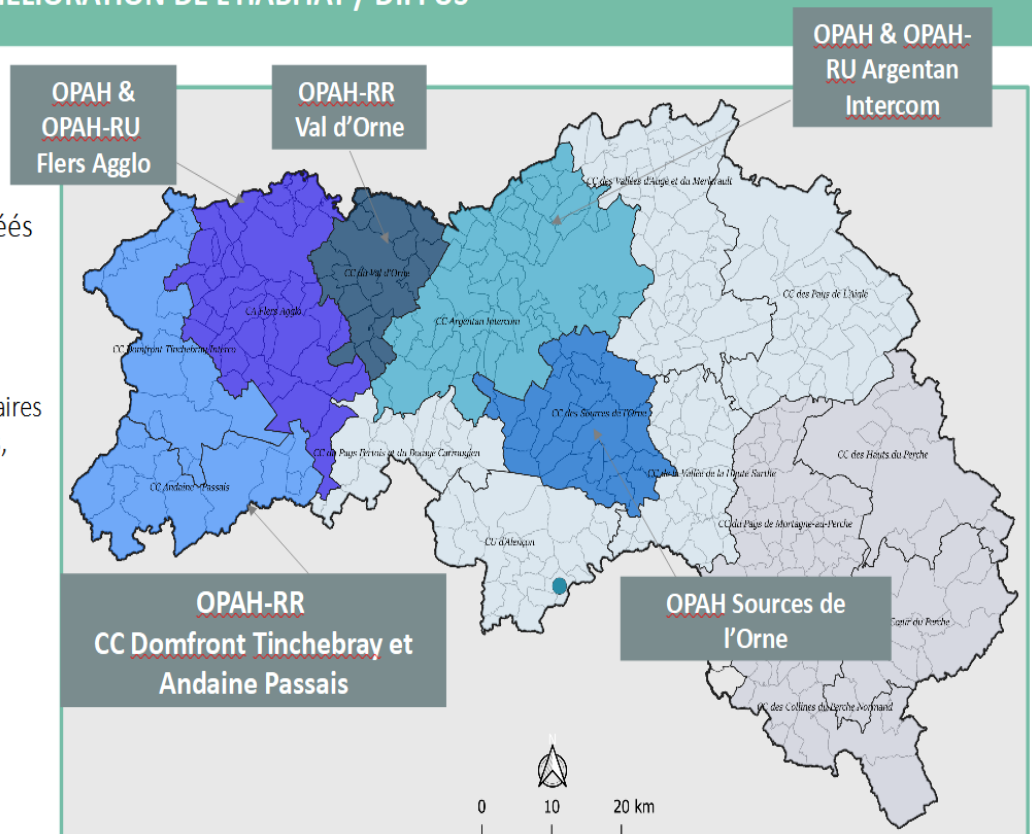 OPAH & OPAH-
RU Argentan
Intercom
OPAH &
OPAH-RU
Flers Agglo
OPAH-RR
Val d'Orne
éés
aires
CC des Vallées d'Auge et du Merlerault
CC du Val d'Orne
CC des Pays de L'Aigle
CA Flers Agglo
CC Argentan Intercom
CC Domfront Tinchebray Interco
CC des Sources de l'Orne
CC du Pays Fertois et du Bocage Carrougien
CC des Hauts du Perche
CC de la Vallée de la Haute Sarthe
CC Andaine - Passais
CC du Pays de Mortagne-au-Perche
CU d'Alençon
OPAH-RR
CC Domfront Tinchebray et
Andaine Passais
OPAH Sources de
l'Orne
Cœur du Perche
CC des Collines du Perche Normand
N
0 10 20 km